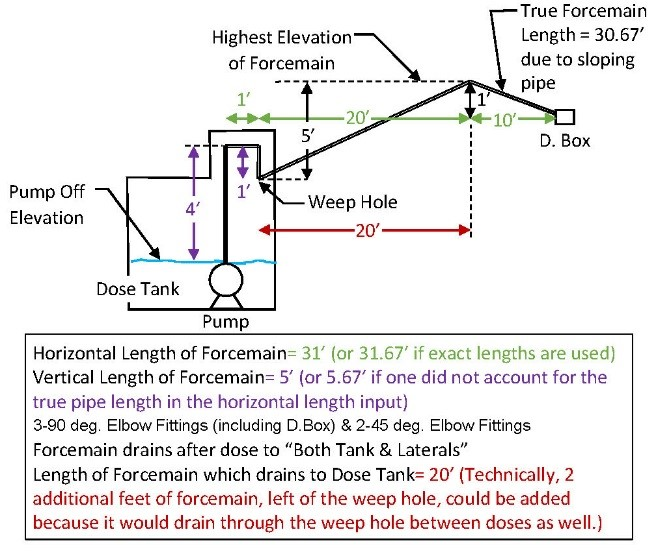 True Forcemain
Length = 30.67′
due to sloping
pipe
Highest Elevation
of Forcemain
1′
20′
5′
1′
10′
D. Box
Pump Off
Elevation
4′
1′
Weep Hole
20′
Dose Tank
Pump
Horizontal Length of Forcemain= 31′ (or 31.67′ if exact lengths are used)
Vertical Length of Forcemain= 5′ (or 5.67′ if one did not account for the
true pipe length in the horizontal length input)
3-90 deg. Elbow Fittings (including D.Box) & 2-45 deg. Elbow Fittings
Forcemain drains after dose to “Both Tank & Laterals”
Length of Forcemain which drains to Dose Tank= 20′ (Technically, 2
additional feet of forcemain, left of the weep hole, could be added
because it would drain through the weep hole between doses as well.)